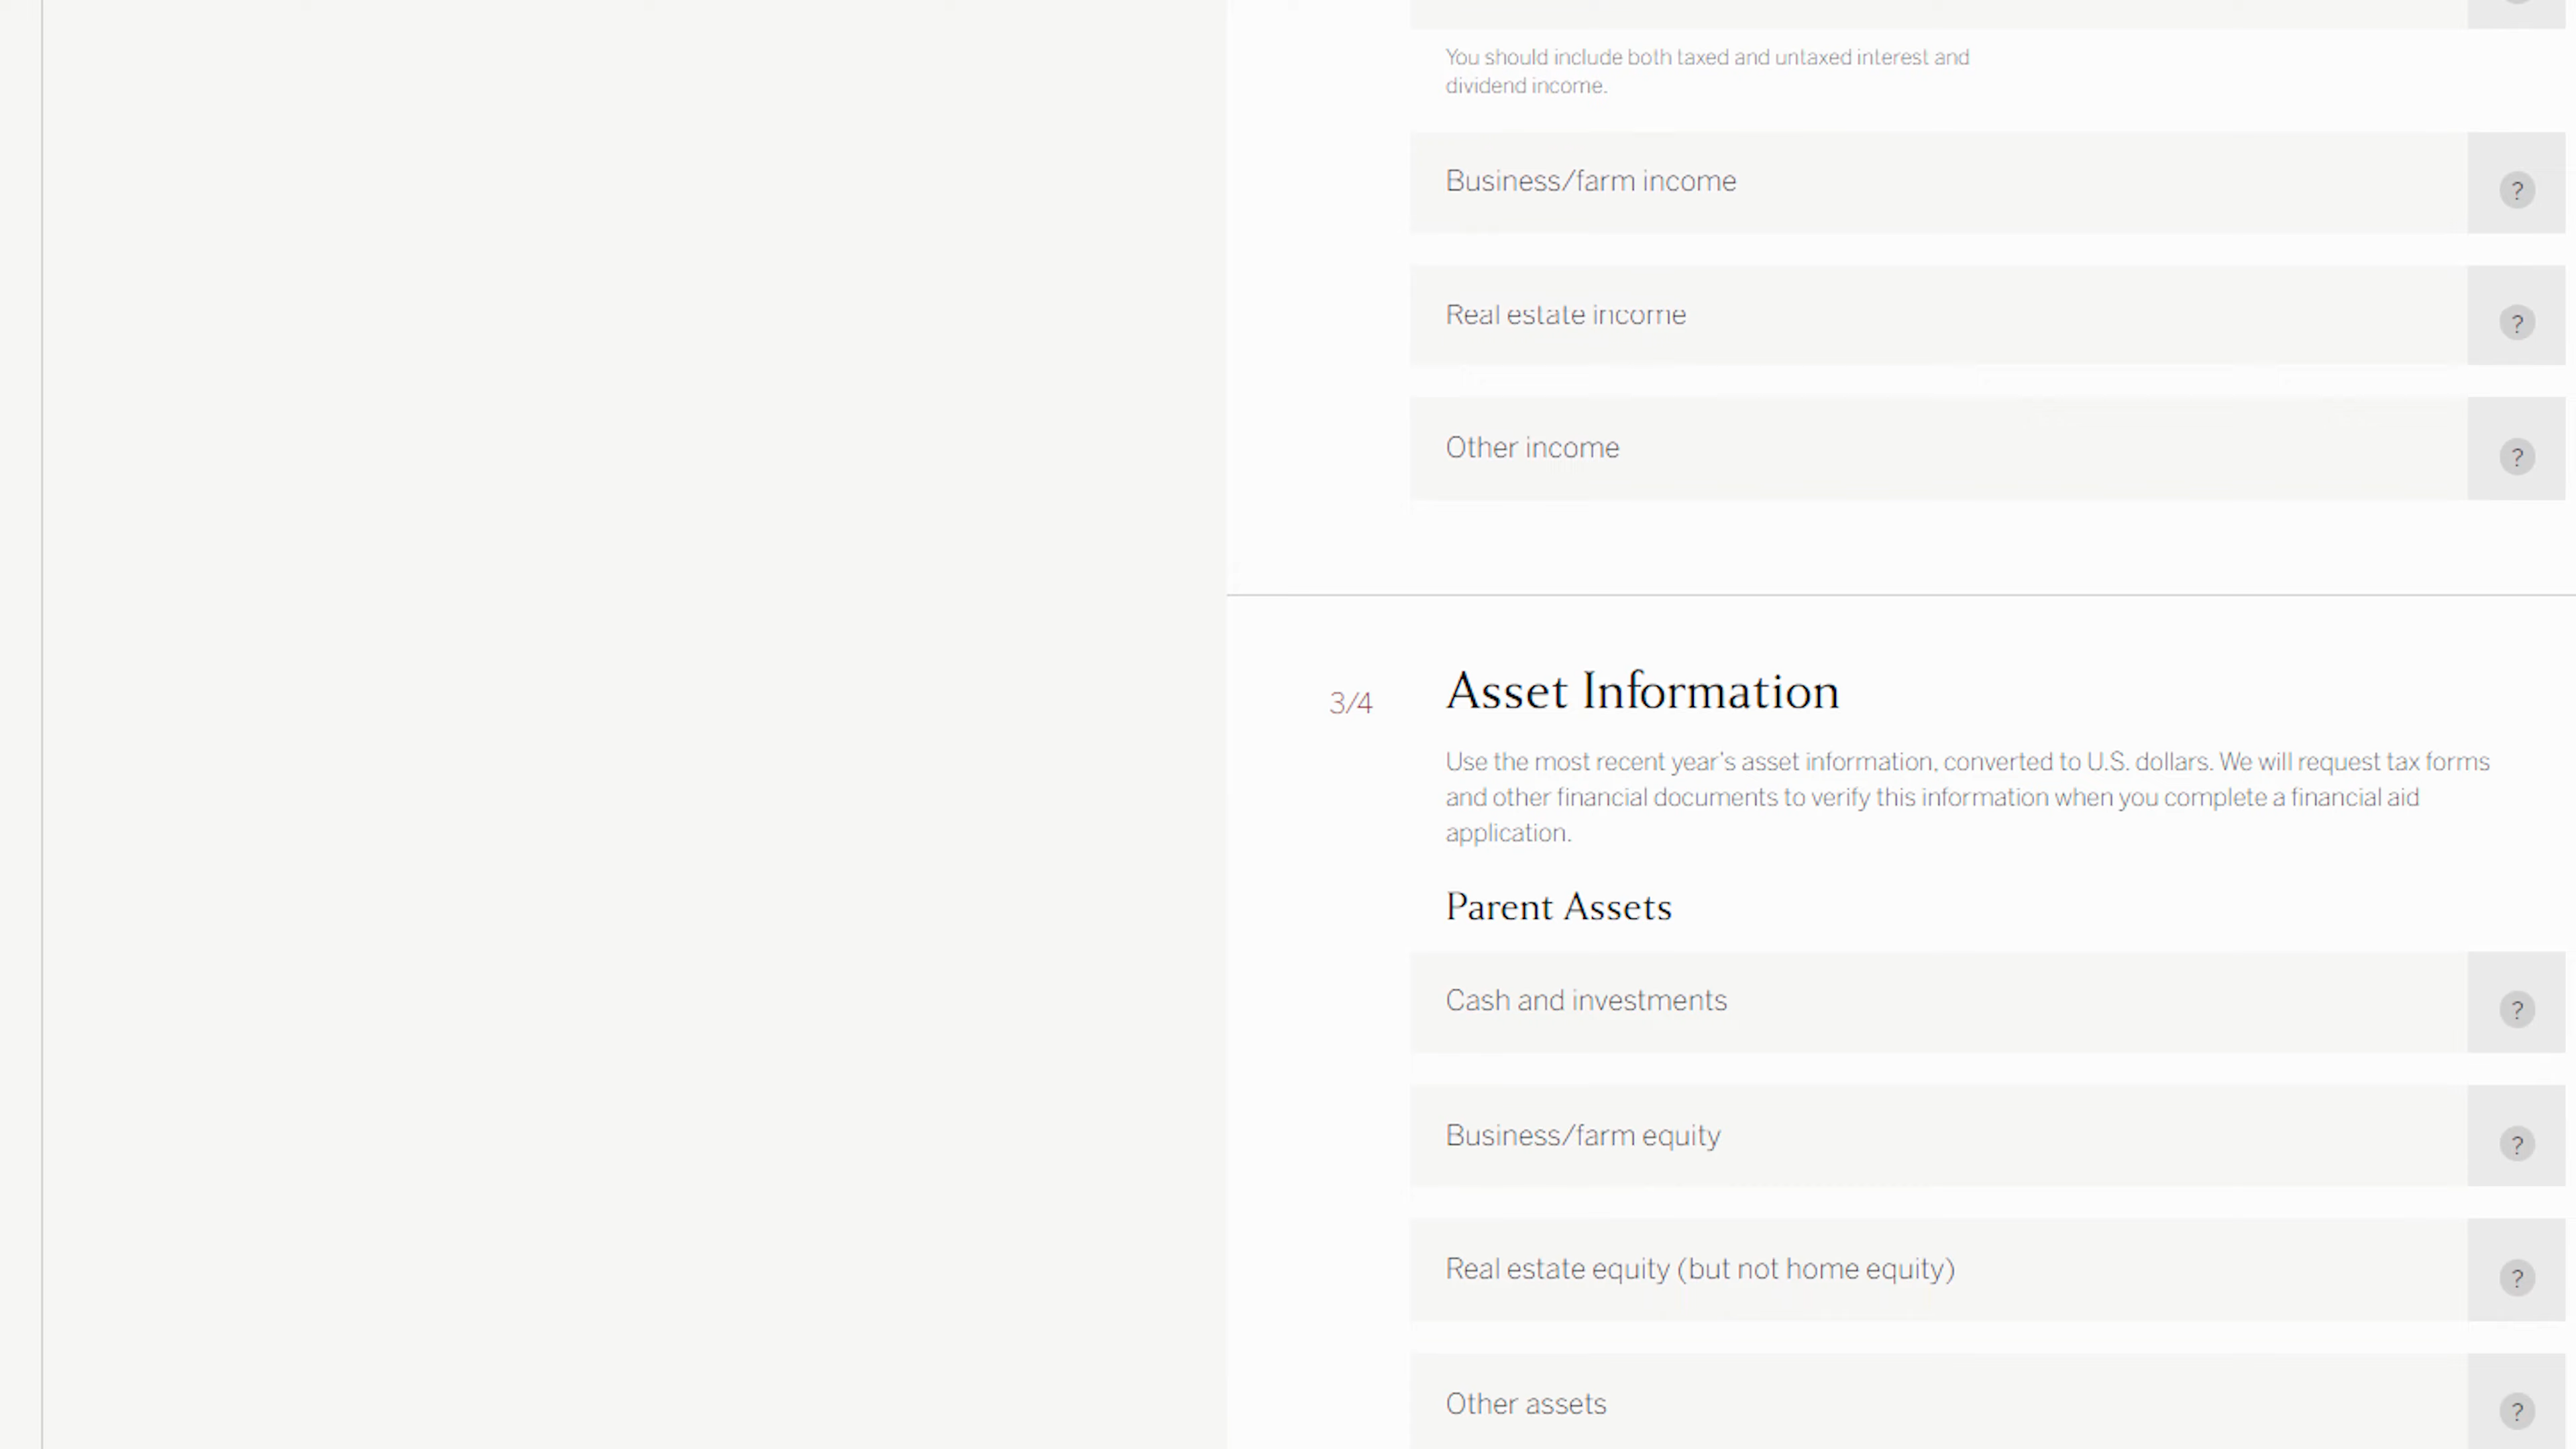 You should include both taxed and untaxed interest and
dividend income.
Business/farm income
?
Real estate income
?
Other income
?
3/4
Asset Information
Use the most recent year's asset information, converted to U.S. dollars. We will request tax forms
and other financial documents to verify this information when you complete a financial aid
application.
Parent Assets
Cash and investments
?
Business/farm equity
?
Real estate equity (but not home equity)
?
Other assets
?